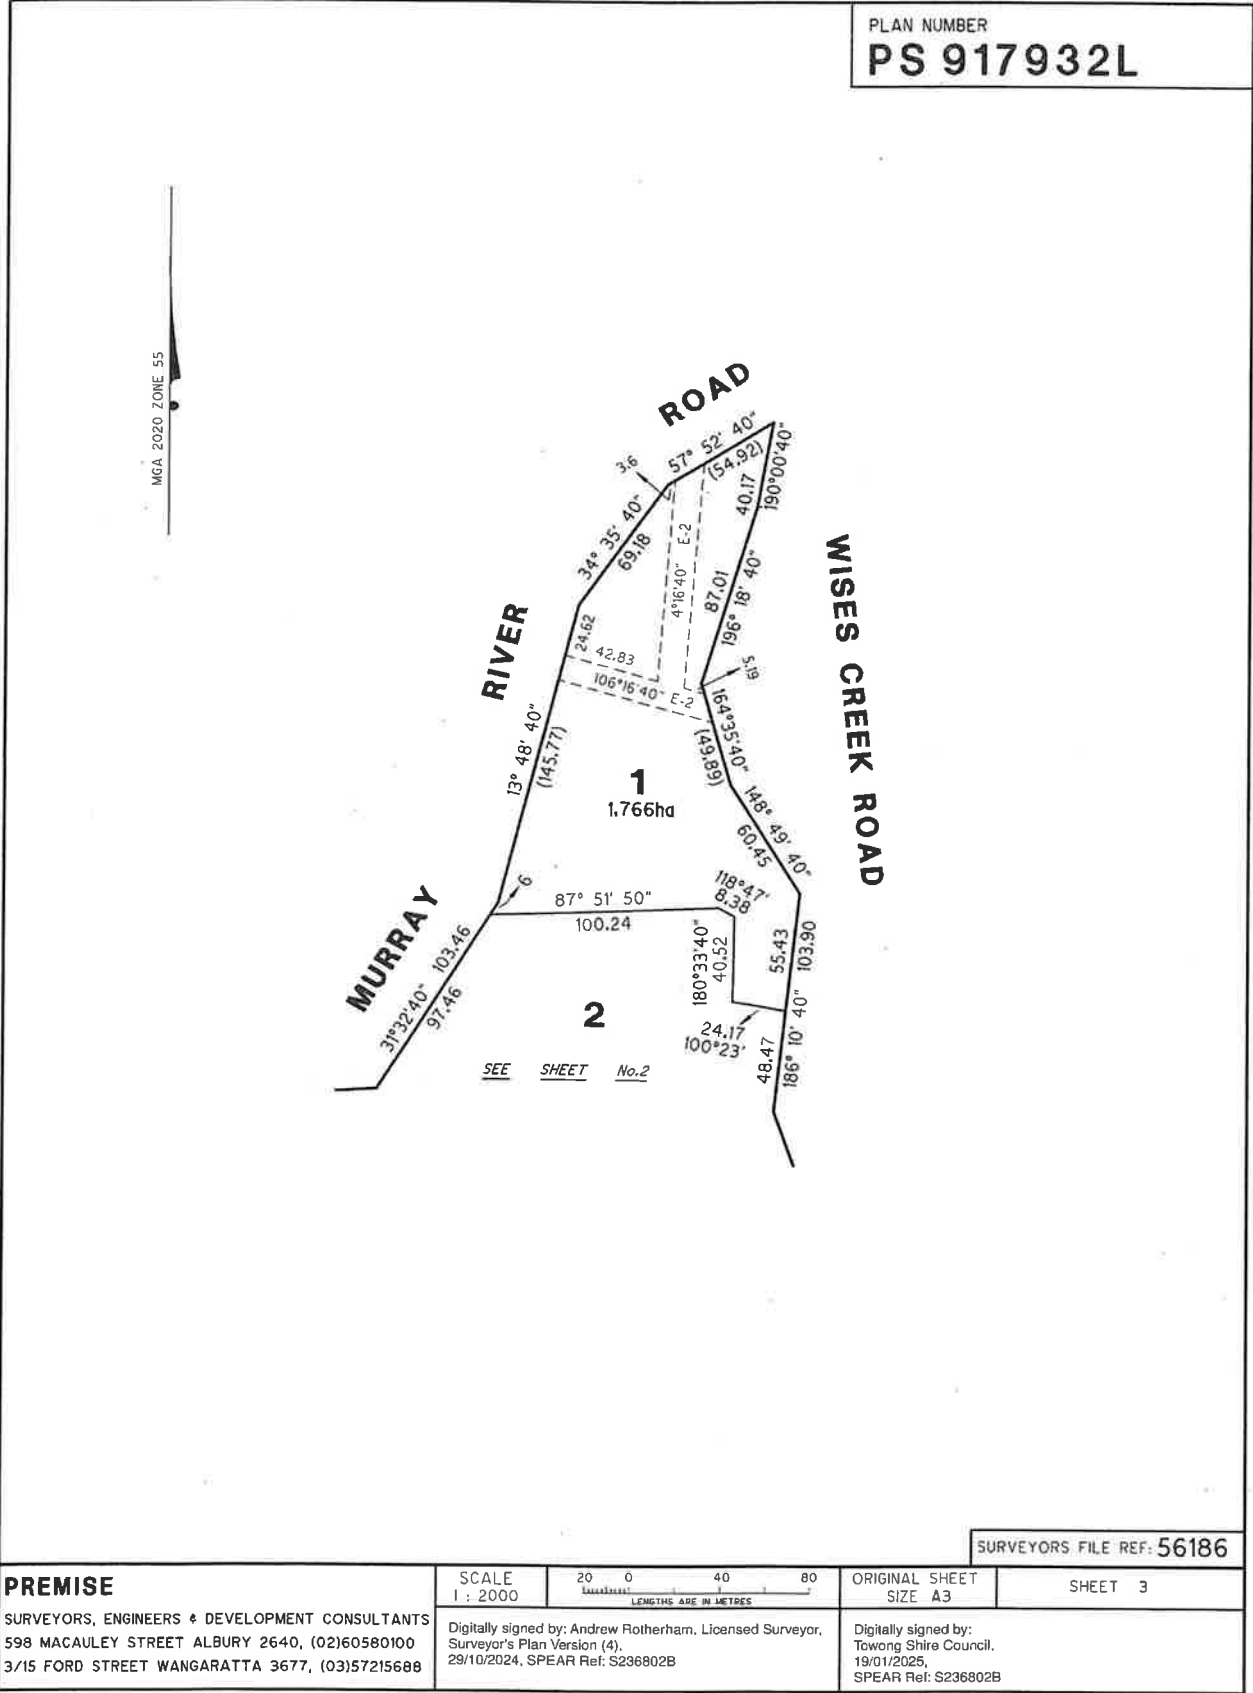 PLAN NUMBER
PS 917932L
MGA 2020 ZONE 55
ROAD
57° 52' 40"
(54.92)
3.6
190°00'40"
40.17
34° 35' 40"
69.18
E-2
4°16'40"
87.01
196° 18' 40"
WISES CREEK ROAD
RIVER
24.62
42.83
106°16'40"
E-2
5.19
164°35'40"
(49.89)
13° 48' 40"
(145.77)
1
1.766ha
148° 49' 40"
60.45
6
87° 51' 50"
100.24
118°47'
8.38
MURRAY
103.46
31°32'40"
97.46
180°33'40"
40.52
55.43
103.90
2
24.17
100°23'
48.47
186° 10' 40"
SEE SHEET No.2
SURVEYORS FILE REF: 56186
PREMISE
SURVEYORS, ENGINEERS & DEVELOPMENT CONSULTANTS
598 MACAULEY STREET ALBURY 2640, (02)60580100
3/15 FORD STREET WANGARATTA 3677, (03)57215688
SCALE
1 : 2000
20 0 40 80
LENGTHS ARE IN METRES
ORIGINAL SHEET
SIZE A3
SHEET 3
Digitally signed by: Andrew Rotherham, Licensed Surveyor,
Surveyor's Plan Version (4),
29/10/2024, SPEAR Ref: S236802B
Digitally signed by:
Towong Shire Council,
19/01/2025,
SPEAR Ref: S236802B